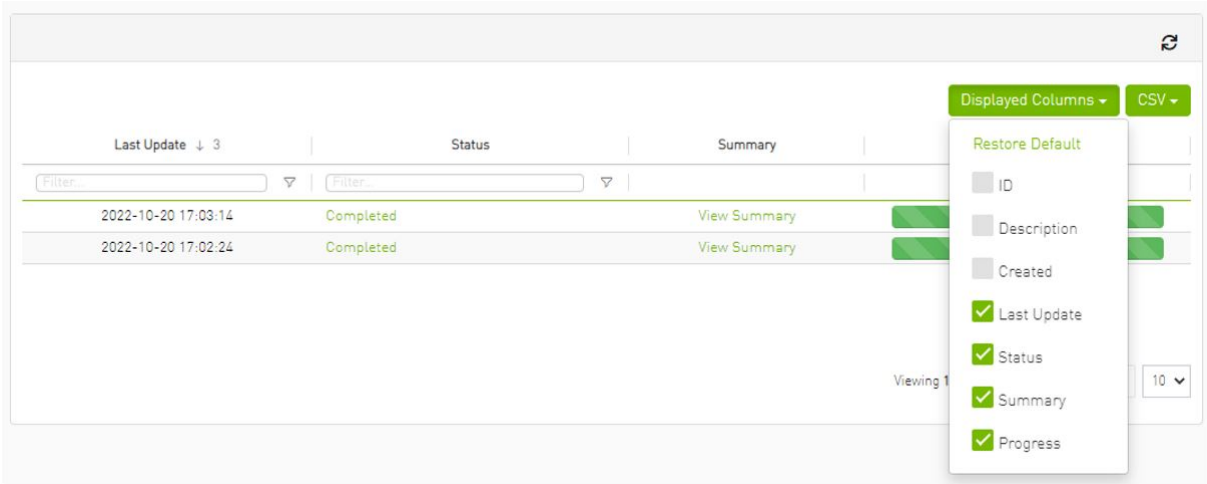 Displayed Columns CSV
Last Update ↓ 3 Status Summary
Filter... Filter...
2022-10-20 17:03:14 Completed View Summary
2022-10-20 17:02:24 Completed View Summary
Restore Default
ID
Description
Created
Last Update
Status
Summary
Progress
Viewing 1 10